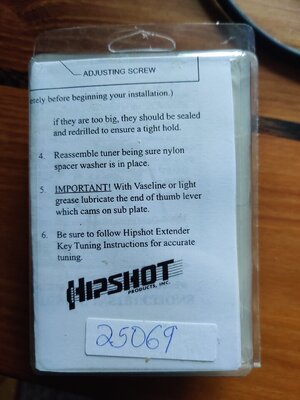 ADJUSTING SCREW
etely before beginning your installation.)
if they are too big, they should be sealed
and redrilled to ensure a tight hold.
4. Reassemble tuner being sure nylon
spacer washer is in place.
5. IMPORTANT! With Vaseline or light
grease lubricate the end of thumb lever
which cams on sub plate.
6. Be sure to follow Hipshot Extender
Key Tuning Instructions for accurate
tuning.
HIPSHOT
PRODUCTS, INC.
25069